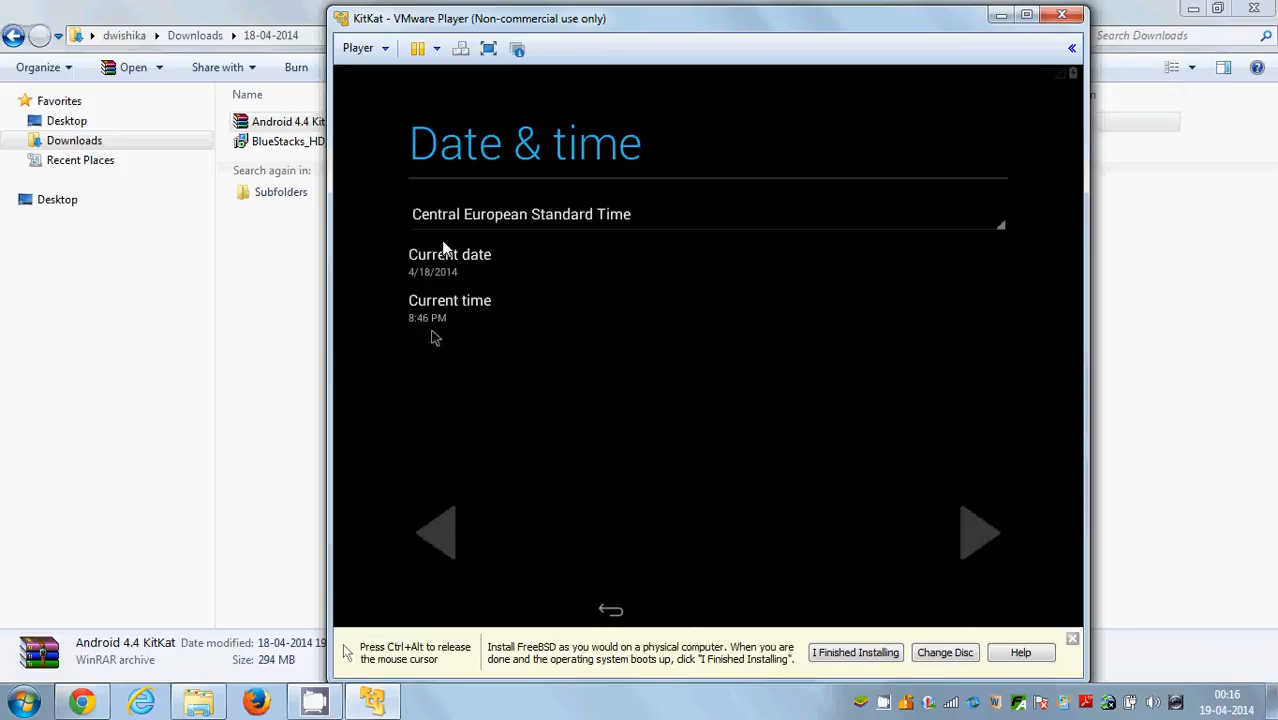 KitKat - VMware Player (Non-commercial use only)
dwishika
Downloads
18-04-2014
Search Downloads
Player
Organize
Open
Share with
Burn
Favorites
Desktop
Downloads
Recent Places
Desktop
Name
Android 4.4 Kit
BlueStacks_HD_
Search again in:
Subfolders
Date & time
Central European Standard Time
Current date
4/18/2014
Current time
8:46 PM
Press Ctrl+Alt to release
the mouse cursor
Install FreeBSD as you would on a physical computer. When you are
done and the operating system boots up, click "I Finished Installing".
I Finished Installing
Change Disc
Help
Android 4.4 KitKat
Date modified: 18-04-2014 19
WinRAR archive
Size: 294 MB
00:16
19-04-2014